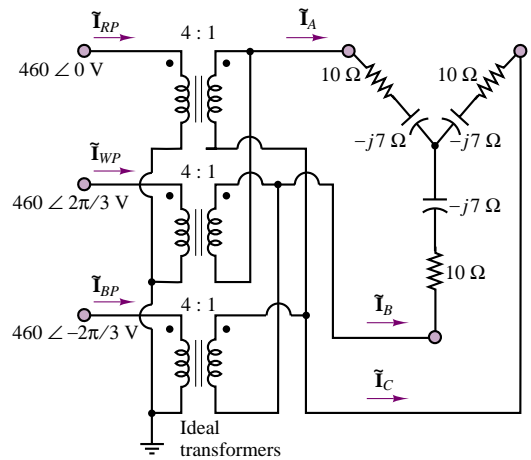 Ĩ_RP
4 : 1
Ĩ_A
460 ∠ 0 V
10 Ω
10 Ω
−j7 Ω
−j7 Ω
Ĩ_WP
4 : 1
460 ∠ 2π/3 V
−j7 Ω
10 Ω
Ĩ_BP
4 : 1
Ĩ_B
460 ∠ −2π/3 V
Ĩ_C
Ideal
transformers